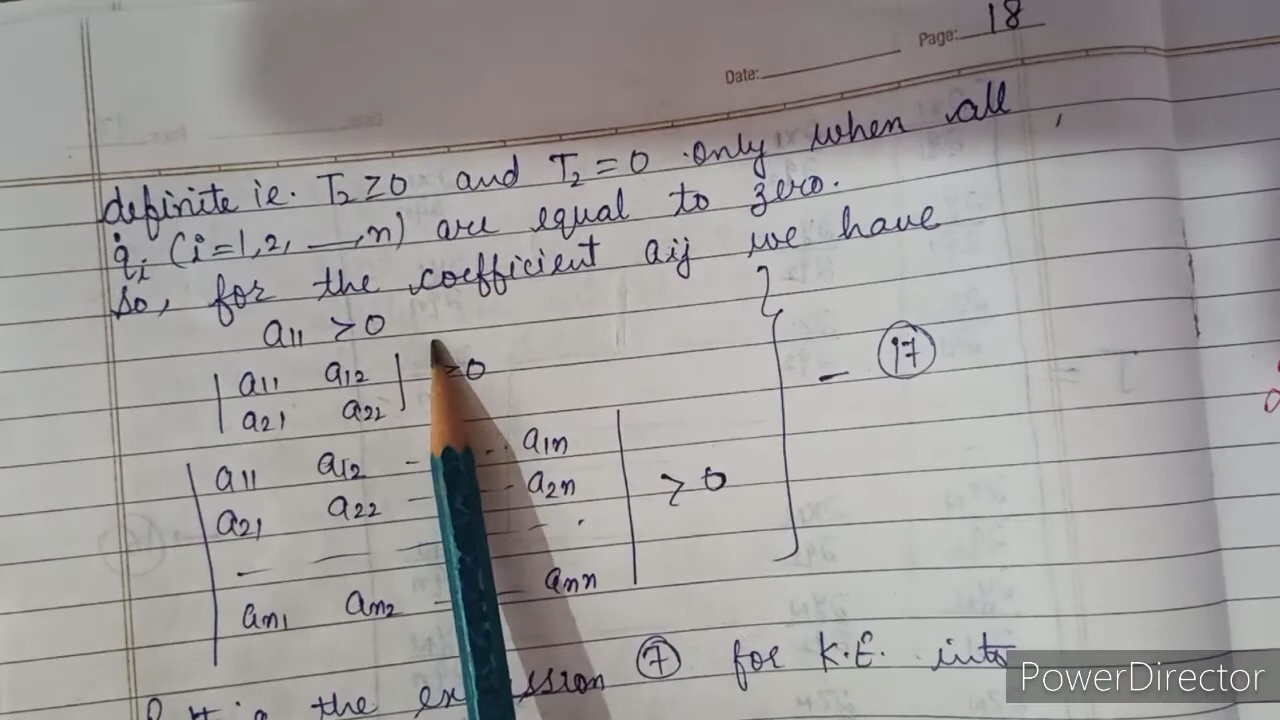 Page: 18
Date:
definite ie. T₂ ≥ 0 and T₂ = 0 only when all
q̇ᵢ (i=1,2, —,n) are equal to zero.
So, for the coefficient aij we have
a11 > 0
| a11 a12 | > 0
| a21 a22 |
| a11 a12 - - - a1n |
| a21 a22 - - a2n | > 0
| - — — - - . |
| an1 an2 - - ann |
} - (17)
the (7) for K.E. into
PowerDirector